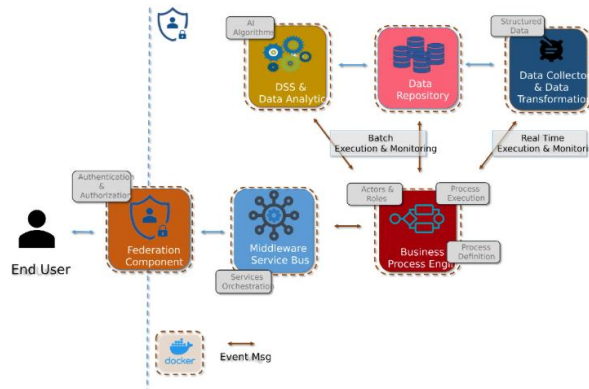 AI
Algorithms
DSS &
Data Analytic
Data
Repository
Structured
Data
Data Collector
& Data
Transformation
Batch
Execution & Monitoring
Real Time
Execution & Monitori
Authentication
&
Authorization
Federation
Component
End User
Middleware
Service Bus
Services
Orchestration
Actors &
Roles
Process
Execution
Business
Process Engi
Process
Definition
docker
Event Msg